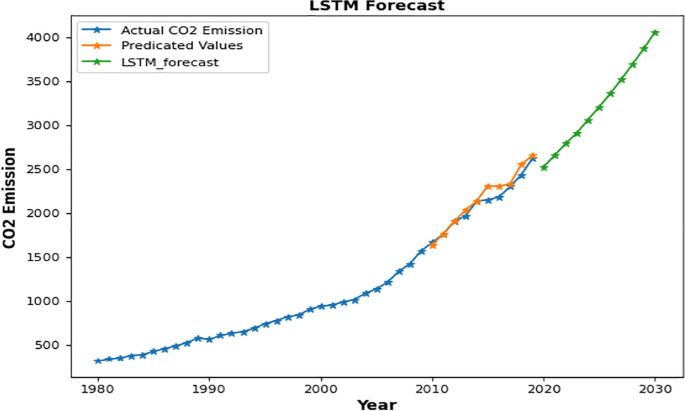 LSTM Forecast
Actual CO2 Emission
Predicated Values
LSTM_forecast
4000
3500
3000
2500
2000
1500
1000
500
CO2 Emission
1980 1990 2000 2010 2020 2030
Year